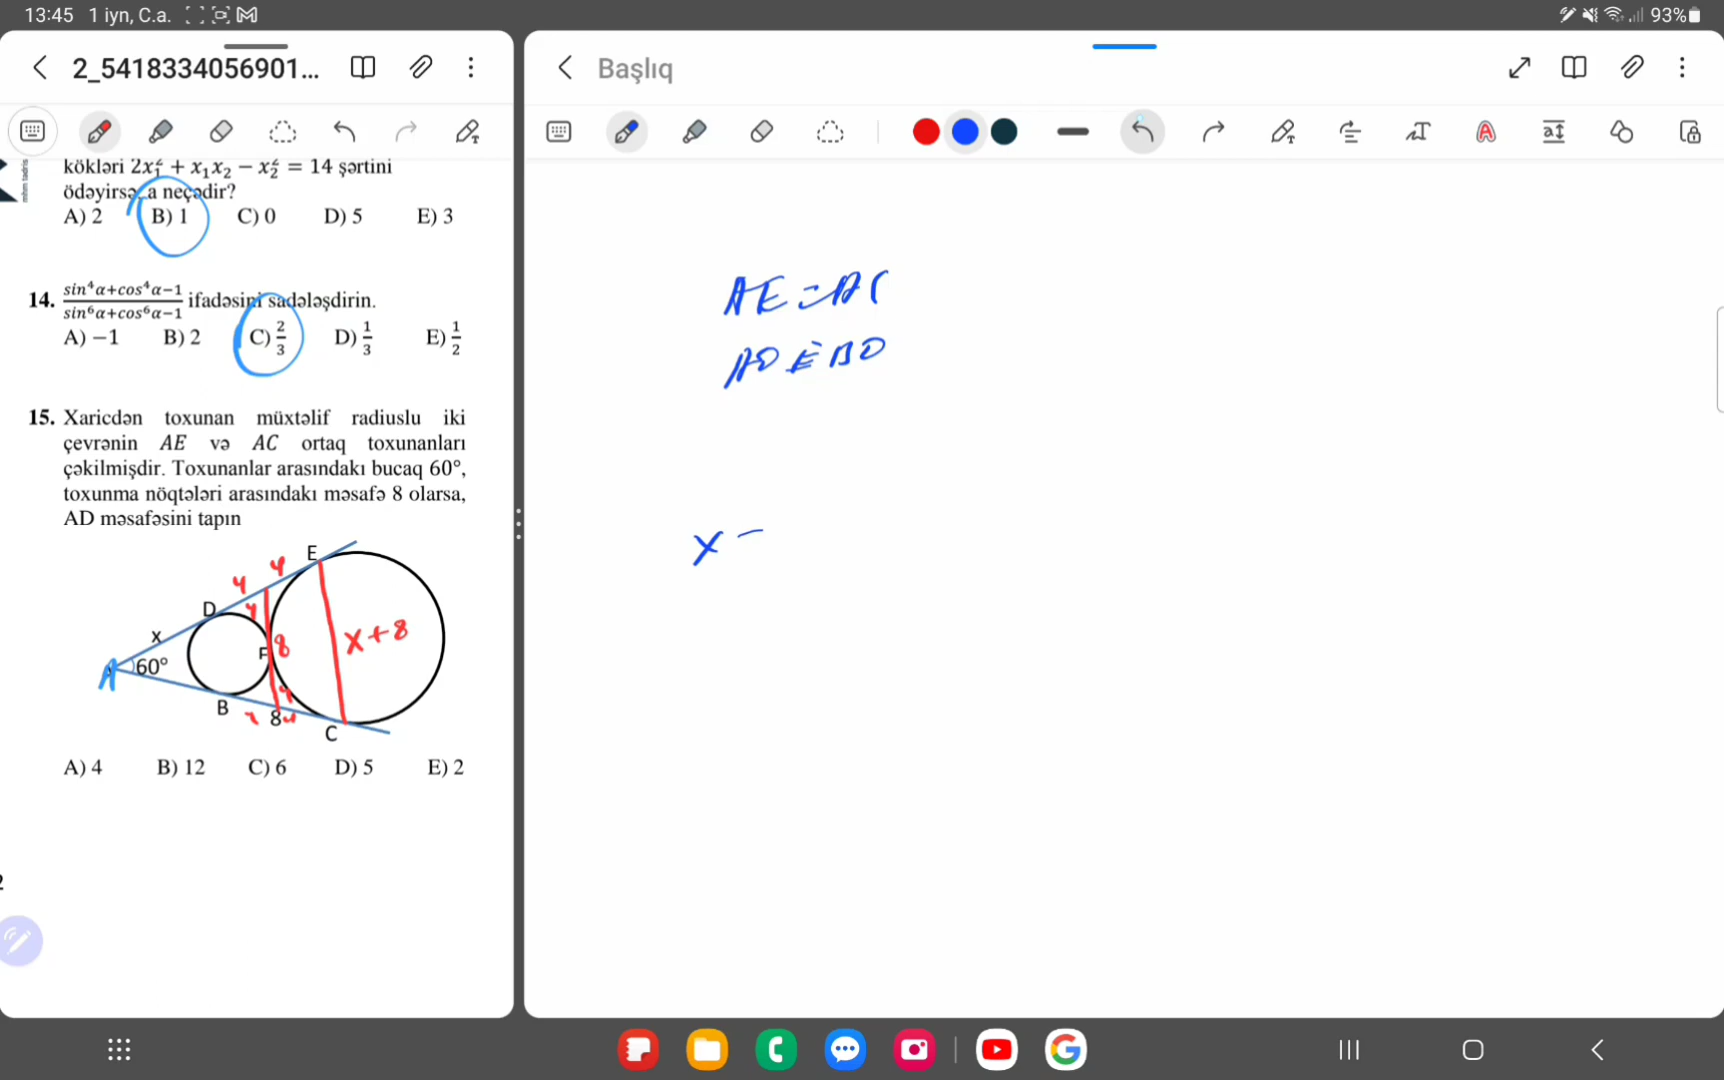 13:45 1 iyn, C.a. 93%
2_5418334056901...
Başlıq
kökləri 2x₁² + x₁x₂ − x₂² = 14 şərtini
ödəyirsə a neçədir?
A) 2 B) 1 C) 0 D) 5 E) 3
14. sin⁴α+cos⁴α−1 / sin⁶α+cos⁶α−1 ifadəsini sadələşdirin.
A) −1 B) 2 C) 2/3 D) 1/3 E) 1/2
15. Xaricdən toxunan müxtəlif radiuslu iki
çevrənin AE və AC ortaq toxunanları
çəkilmişdir. Toxunanlar arasındakı bucaq 60°,
toxunma nöqtələri arasındakı məsafə 8 olarsa,
AD məsafəsini tapın
E
4 4
D 4
x F 8 x+8
A 60°
B 8 4 4
C
A) 4 B) 12 C) 6 D) 5 E) 2
AE = AC
x